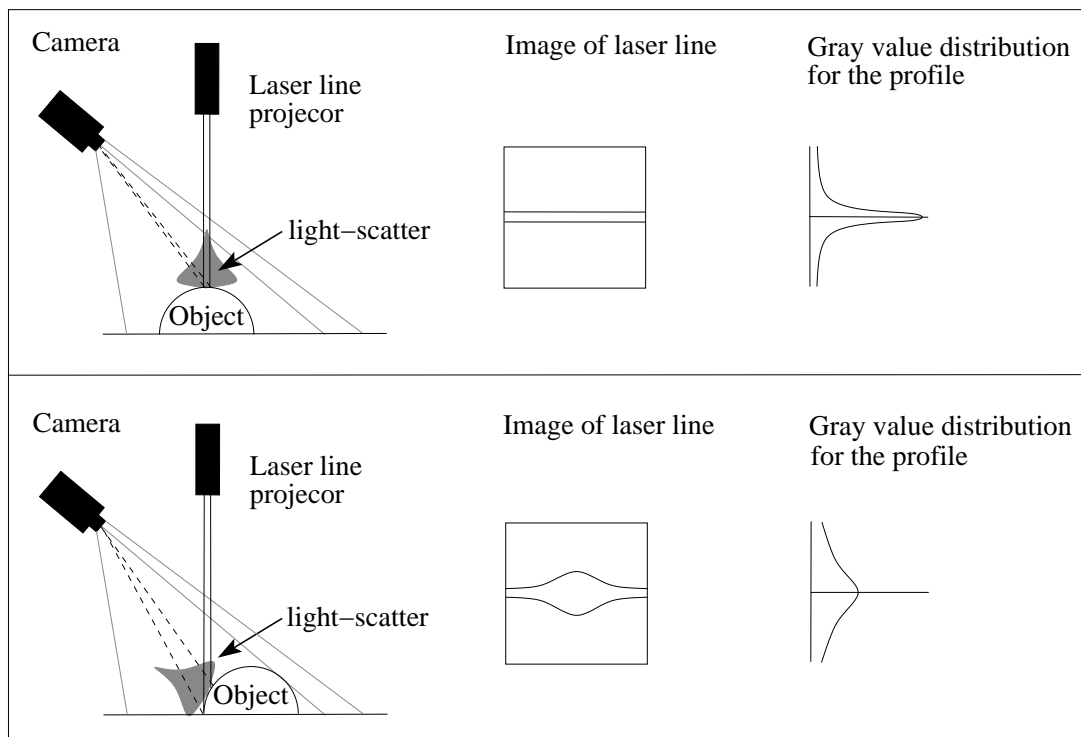 Camera
Laser line
projecor
light−scatter
Object
Image of laser line
Gray value distribution
for the profile
Camera
Laser line
projecor
light−scatter
Object
Image of laser line
Gray value distribution
for the profile